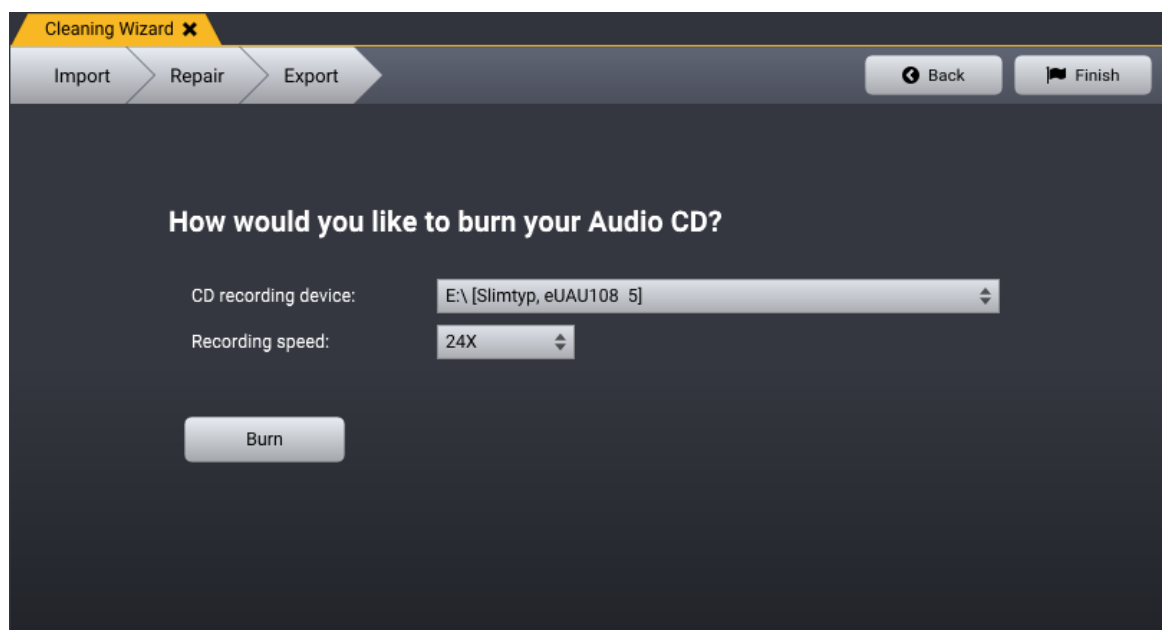 Cleaning Wizard ✖
Import Repair Export Back Finish
How would you like to burn your Audio CD?
CD recording device: E:\ [Slimtyp, eUAU108  5]
Recording speed: 24X
Burn